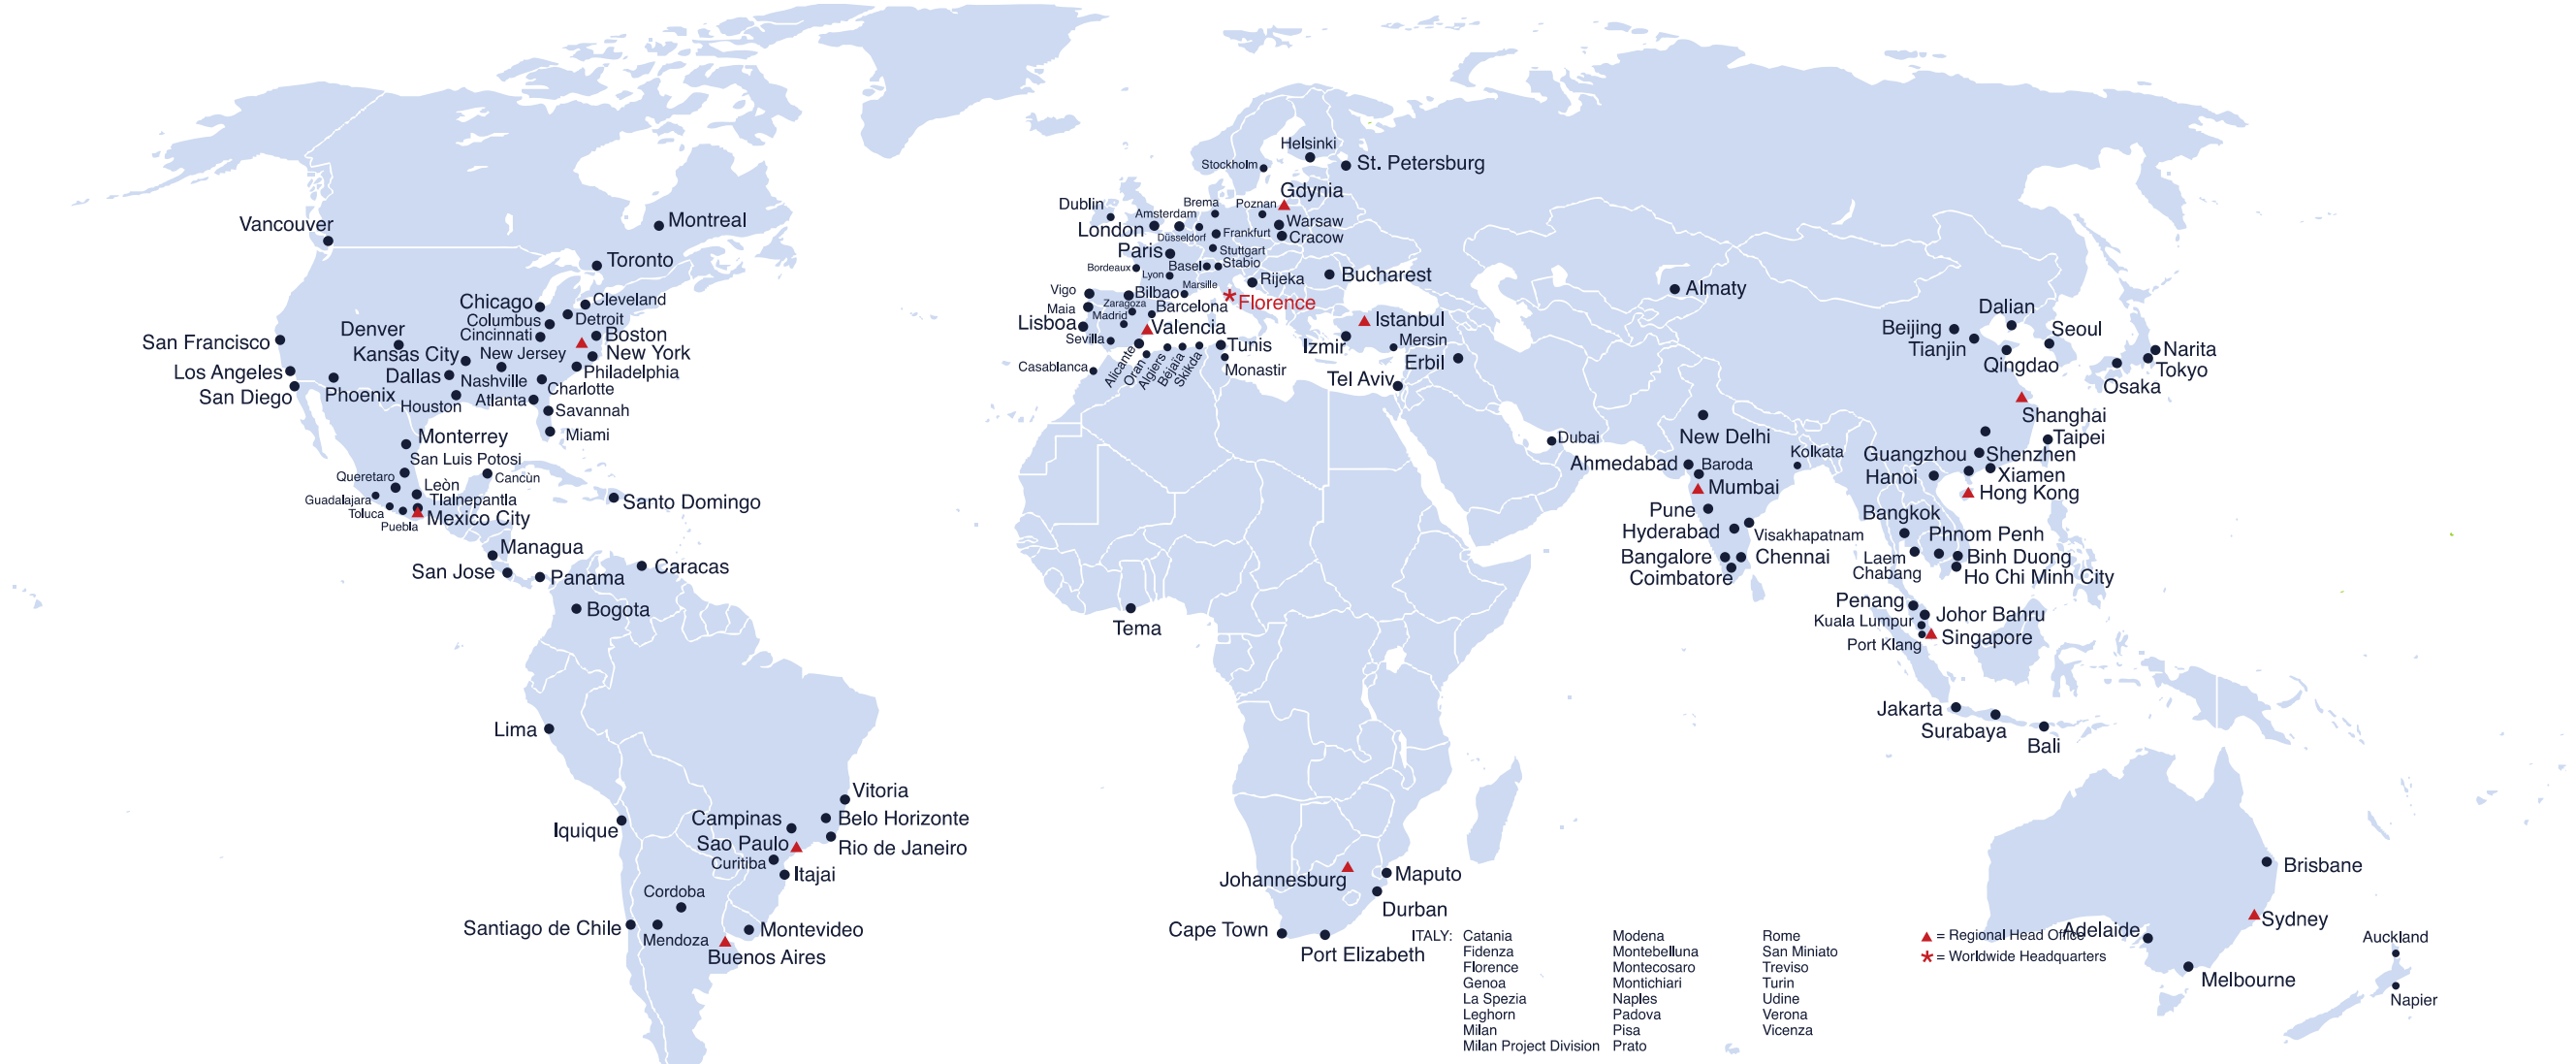 Vancouver
Montreal
Toronto
Chicago
Cleveland
Columbus
Detroit
Cincinnati
Boston
San Francisco
Denver
Kansas City
New Jersey
New York
Los Angeles
Dallas
Nashville
Philadelphia
San Diego
Phoenix
Houston
Atlanta
Charlotte
Savannah
Miami
Monterrey
San Luis Potosi
Queretaro
Leòn
Cancùn
Guadalajara
Tlalnepantla
Toluca
Puebla
Mexico City
Santo Domingo
Managua
San Jose
Panama
Caracas
Bogota
Lima
Iquique
Vitoria
Campinas
Belo Horizonte
Sao Paulo
Rio de Janeiro
Curitiba
Itajai
Cordoba
Santiago de Chile
Mendoza
Montevideo
Buenos Aires
Helsinki
Stockholm
St. Petersburg
Gdynia
Dublin
Brema
Poznan
Amsterdam
London
Düsseldorf
Frankfurt
Warsaw
Cracow
Paris
Stuttgart
Bordeaux
Lyon
Basel
Stabio
Rijeka
Bucharest
Vigo
Bilbao
Marsille
Maia
Zaragoza
Barcelona
Florence
Lisboa
Madrid
Valencia
Istanbul
Sevilla
Tunis
Izmir
Mersin
Erbil
Casablanca
Alicante
Oran
Algiers
Béjaïa
Skikda
Monastir
Tel Aviv
Tema
Johannesburg
Maputo
Durban
Cape Town
Port Elizabeth
Almaty
Dubai
New Delhi
Ahmedabad
Baroda
Kolkata
Mumbai
Pune
Hyderabad
Visakhapatnam
Bangalore
Chennai
Coimbatore
Dalian
Beijing
Seoul
Tianjin
Narita
Qingdao
Tokyo
Osaka
Shanghai
Taipei
Guangzhou
Shenzhen
Hanoi
Xiamen
Hong Kong
Bangkok
Phnom Penh
Laem
Chabang
Binh Duong
Ho Chi Minh City
Penang
Johor Bahru
Kuala Lumpur
Singapore
Port Klang
Jakarta
Surabaya
Bali
Brisbane
Sydney
Adelaide
Melbourne
Auckland
Napier
ITALY:
Catania
Fidenza
Florence
Genoa
La Spezia
Leghorn
Milan
Milan Project Division
Modena
Montebelluna
Montecosaro
Montichiari
Naples
Padova
Pisa
Prato
Rome
San Miniato
Treviso
Turin
Udine
Verona
Vicenza
= Regional Head Office
= Worldwide Headquarters